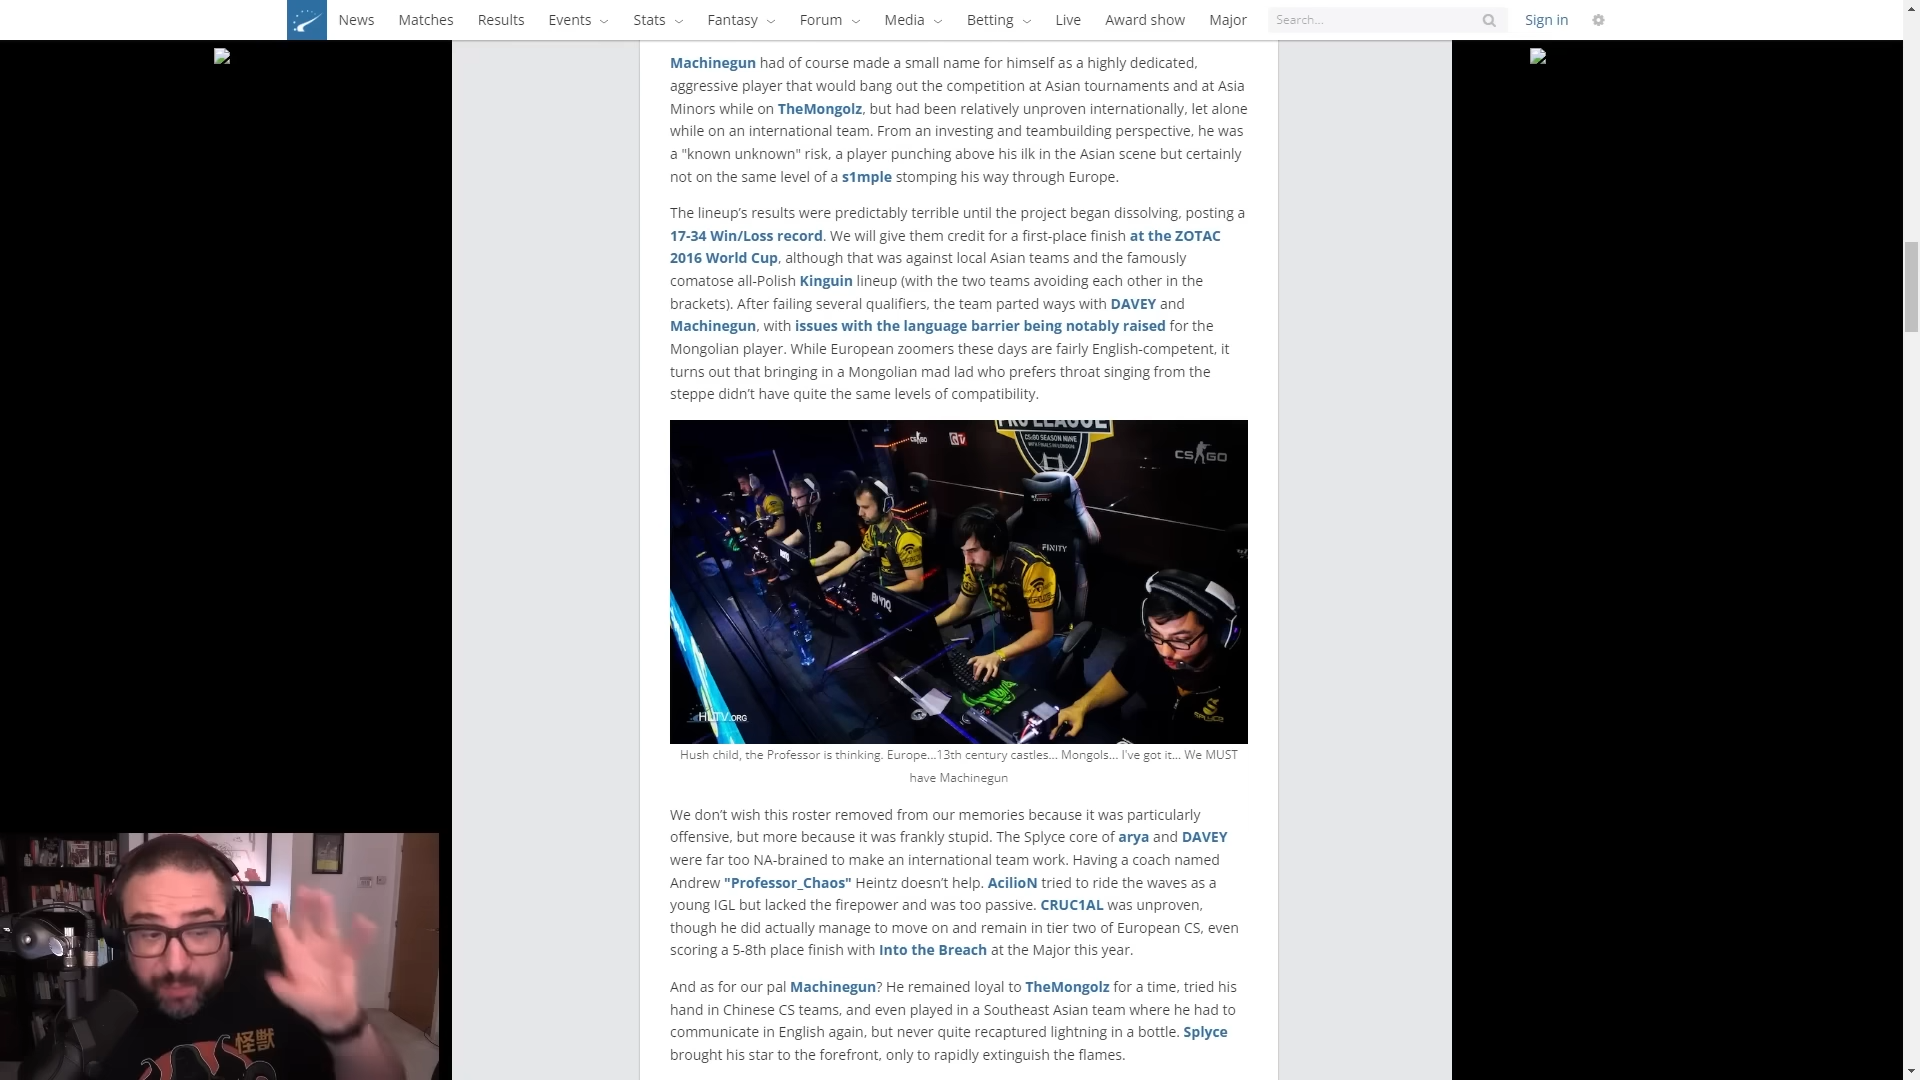 News Matches Results Events Stats Fantasy Forum Media Betting Live Award show Major Search... Sign in
Machinegun had of course made a small name for himself as a highly dedicated,
aggressive player that would bang out the competition at Asian tournaments and at Asia
Minors while on TheMongolz, but had been relatively unproven internationally, let alone
while on an international team. From an investing and teambuilding perspective, he was
a "known unknown" risk, a player punching above his ilk in the Asian scene but certainly
not on the same level of a s1mple stomping his way through Europe.
The lineup's results were predictably terrible until the project began dissolving, posting a
17-34 Win/Loss record. We will give them credit for a first-place finish at the ZOTAC
2016 World Cup, although that was against local Asian teams and the famously
comatose all-Polish Kinguin lineup (with the two teams avoiding each other in the
brackets). After failing several qualifiers, the team parted ways with DAVEY and
Machinegun, with issues with the language barrier being notably raised for the
Mongolian player. While European zoomers these days are fairly English-competent, it
turns out that bringing in a Mongolian mad lad who prefers throat singing from the
steppe didn't have quite the same levels of compatibility.
PRO LEAGUE
CS:GO SEASON NINE
CS GO
FINITY
BENQ
SPLYCE
HLTV.ORG
Hush child, the Professor is thinking. Europe...13th century castles... Mongols... I've got it... We MUST
have Machinegun
We don't wish this roster removed from our memories because it was particularly
offensive, but more because it was frankly stupid. The Splyce core of arya and DAVEY
were far too NA-brained to make an international team work. Having a coach named
Andrew "Professor_Chaos" Heintz doesn't help. AcilioN tried to ride the waves as a
young IGL but lacked the firepower and was too passive. CRUC1AL was unproven,
though he did actually manage to move on and remain in tier two of European CS, even
scoring a 5-8th place finish with Into the Breach at the Major this year.
And as for our pal Machinegun? He remained loyal to TheMongolz for a time, tried his
hand in Chinese CS teams, and even played in a Southeast Asian team where he had to
communicate in English again, but never quite recaptured lightning in a bottle. Splyce
brought his star to the forefront, only to rapidly extinguish the flames.
怪獣